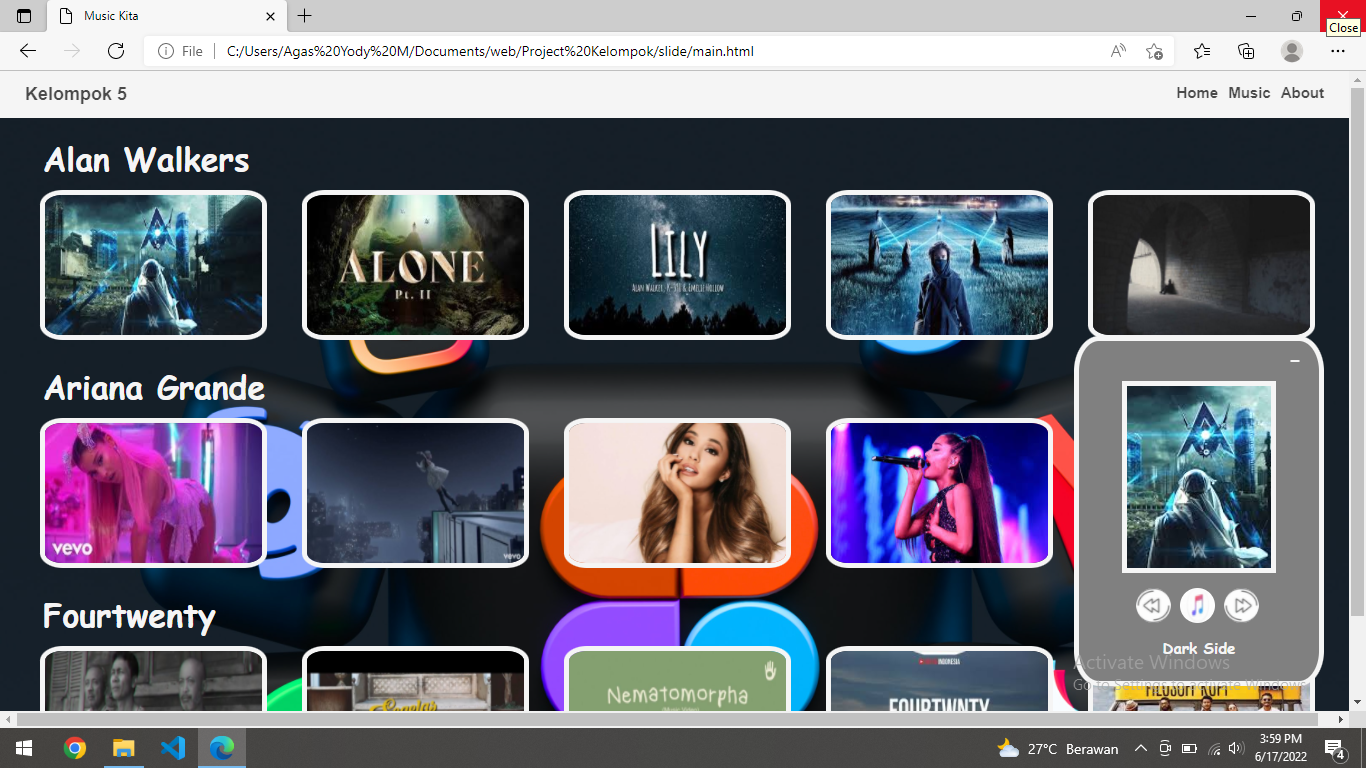 Music Kita
Close
File
C:/Users/Agas%20Yody%20M/Documents/web/Project%20Kelompok/slide/main.html
Kelompok 5
Home Music About
Alan Walkers
ALONE
Pt. II
LILY
ALAN WALKER, K-391 & EMELIE HOLLOW
Ariana Grande
vevo
vevo
Dark Side
Fourtwenty
Nematomorpha
INDONESIA
FOURTWNTY
FILOSOFI KOPI
Activate Windows
Go to Settings to activate Windows.
27°C Berawan
3:59 PM
6/17/2022
4